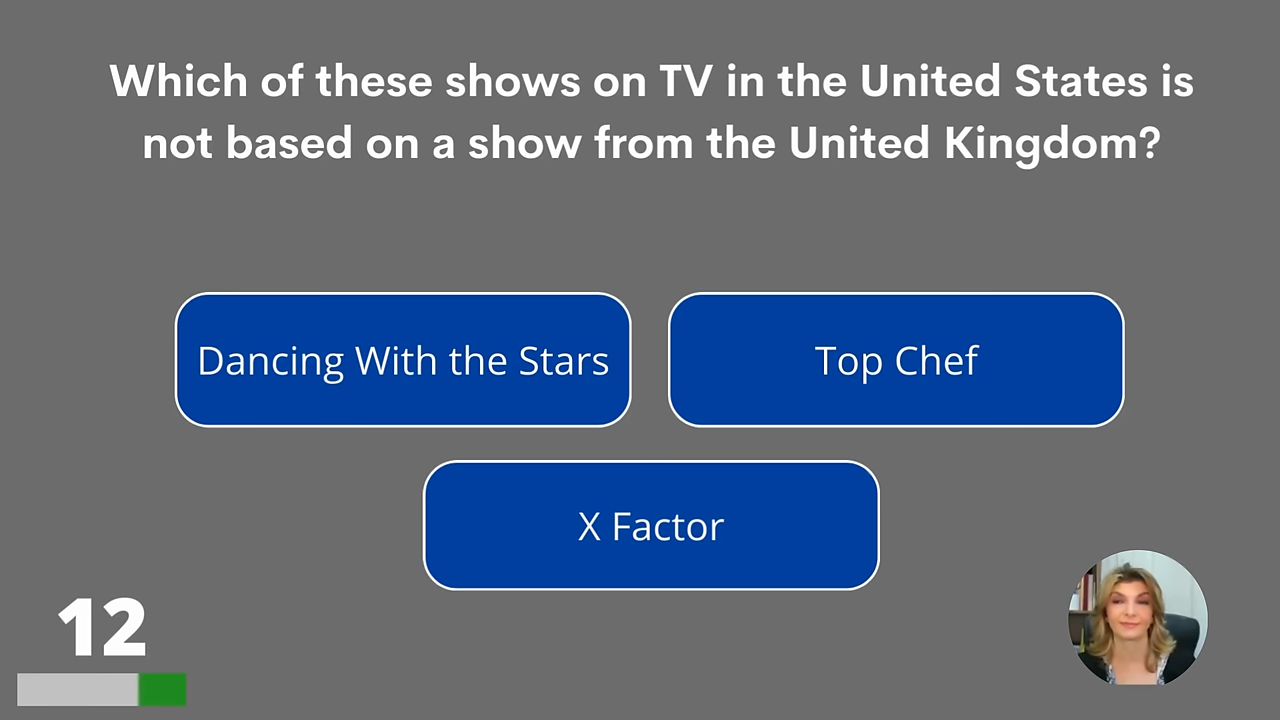 Which of these shows on TV in the United States is
not based on a show from the United Kingdom?
Dancing With the Stars
Top Chef
X Factor
12